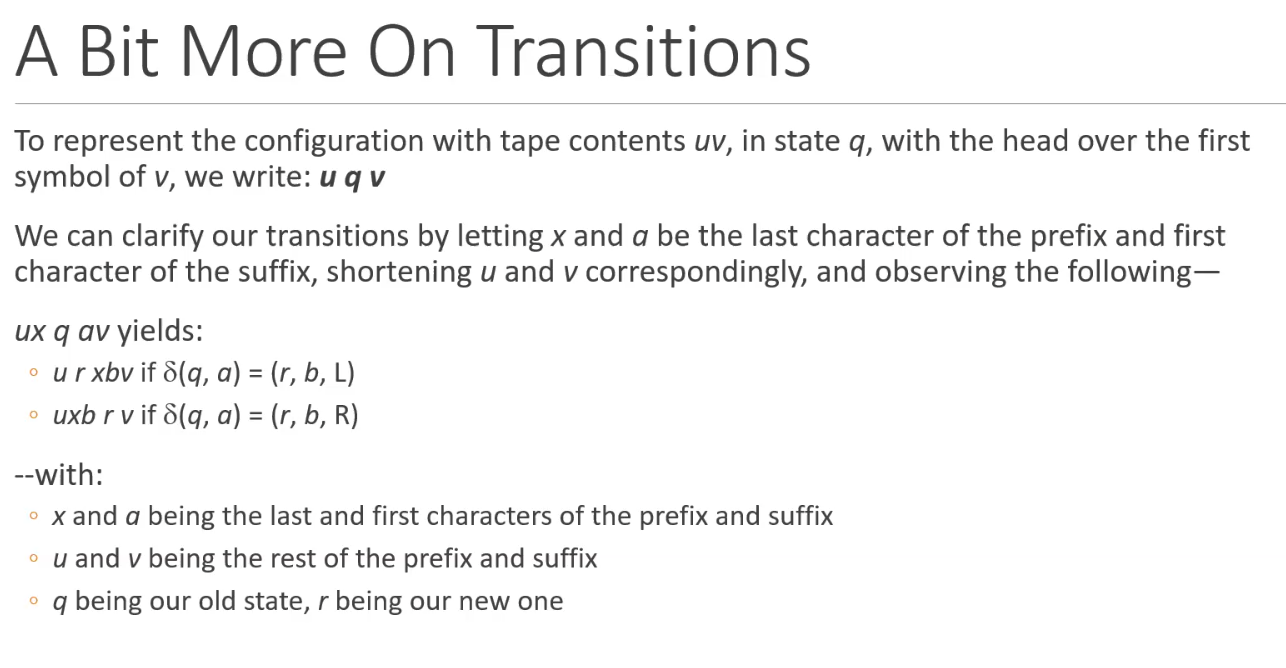 A Bit More On Transitions
To represent the configuration with tape contents uv, in state q, with the head over the first
symbol of v, we write: u q v
We can clarify our transitions by letting x and a be the last character of the prefix and first
character of the suffix, shortening u and v correspondingly, and observing the following—
ux q av yields:
◦ u r xbv if δ(q, a) = (r, b, L)
◦ uxb r v if δ(q, a) = (r, b, R)
--with:
◦ x and a being the last and first characters of the prefix and suffix
◦ u and v being the rest of the prefix and suffix
◦ q being our old state, r being our new one